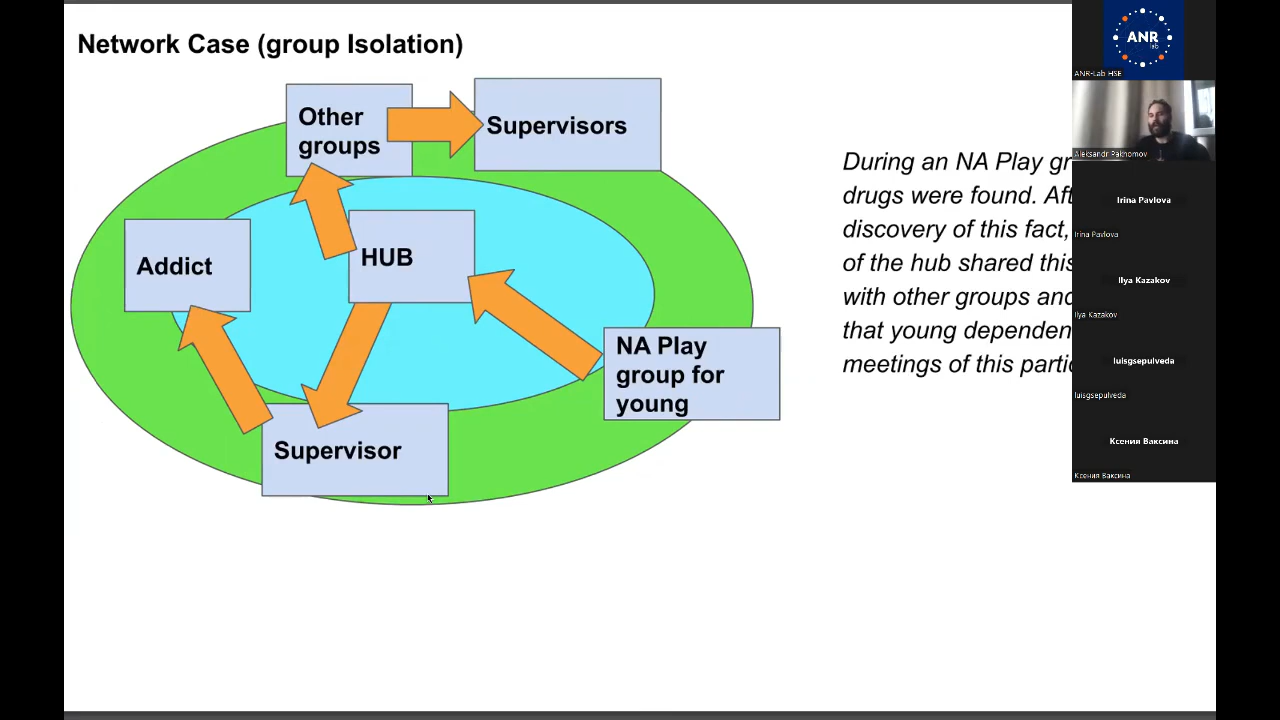 Network Case (group Isolation)
Other
groups
Supervisors
Addict
HUB
NA Play
group for
young
Supervisor
During an NA Play gr
drugs were found. Aft
discovery of this fact,
of the hub shared this
with other groups and
that young dependen
meetings of this parti
ANR
lab
ANR-Lab HSE
Aleksandr Pakhomov
Irina Pavlova
Irina Pavlova
Ilya Kazakov
Ilya Kazakov
luisgsepulveda
luisgsepulveda
Ксения Ваксина
Ксения Ваксина